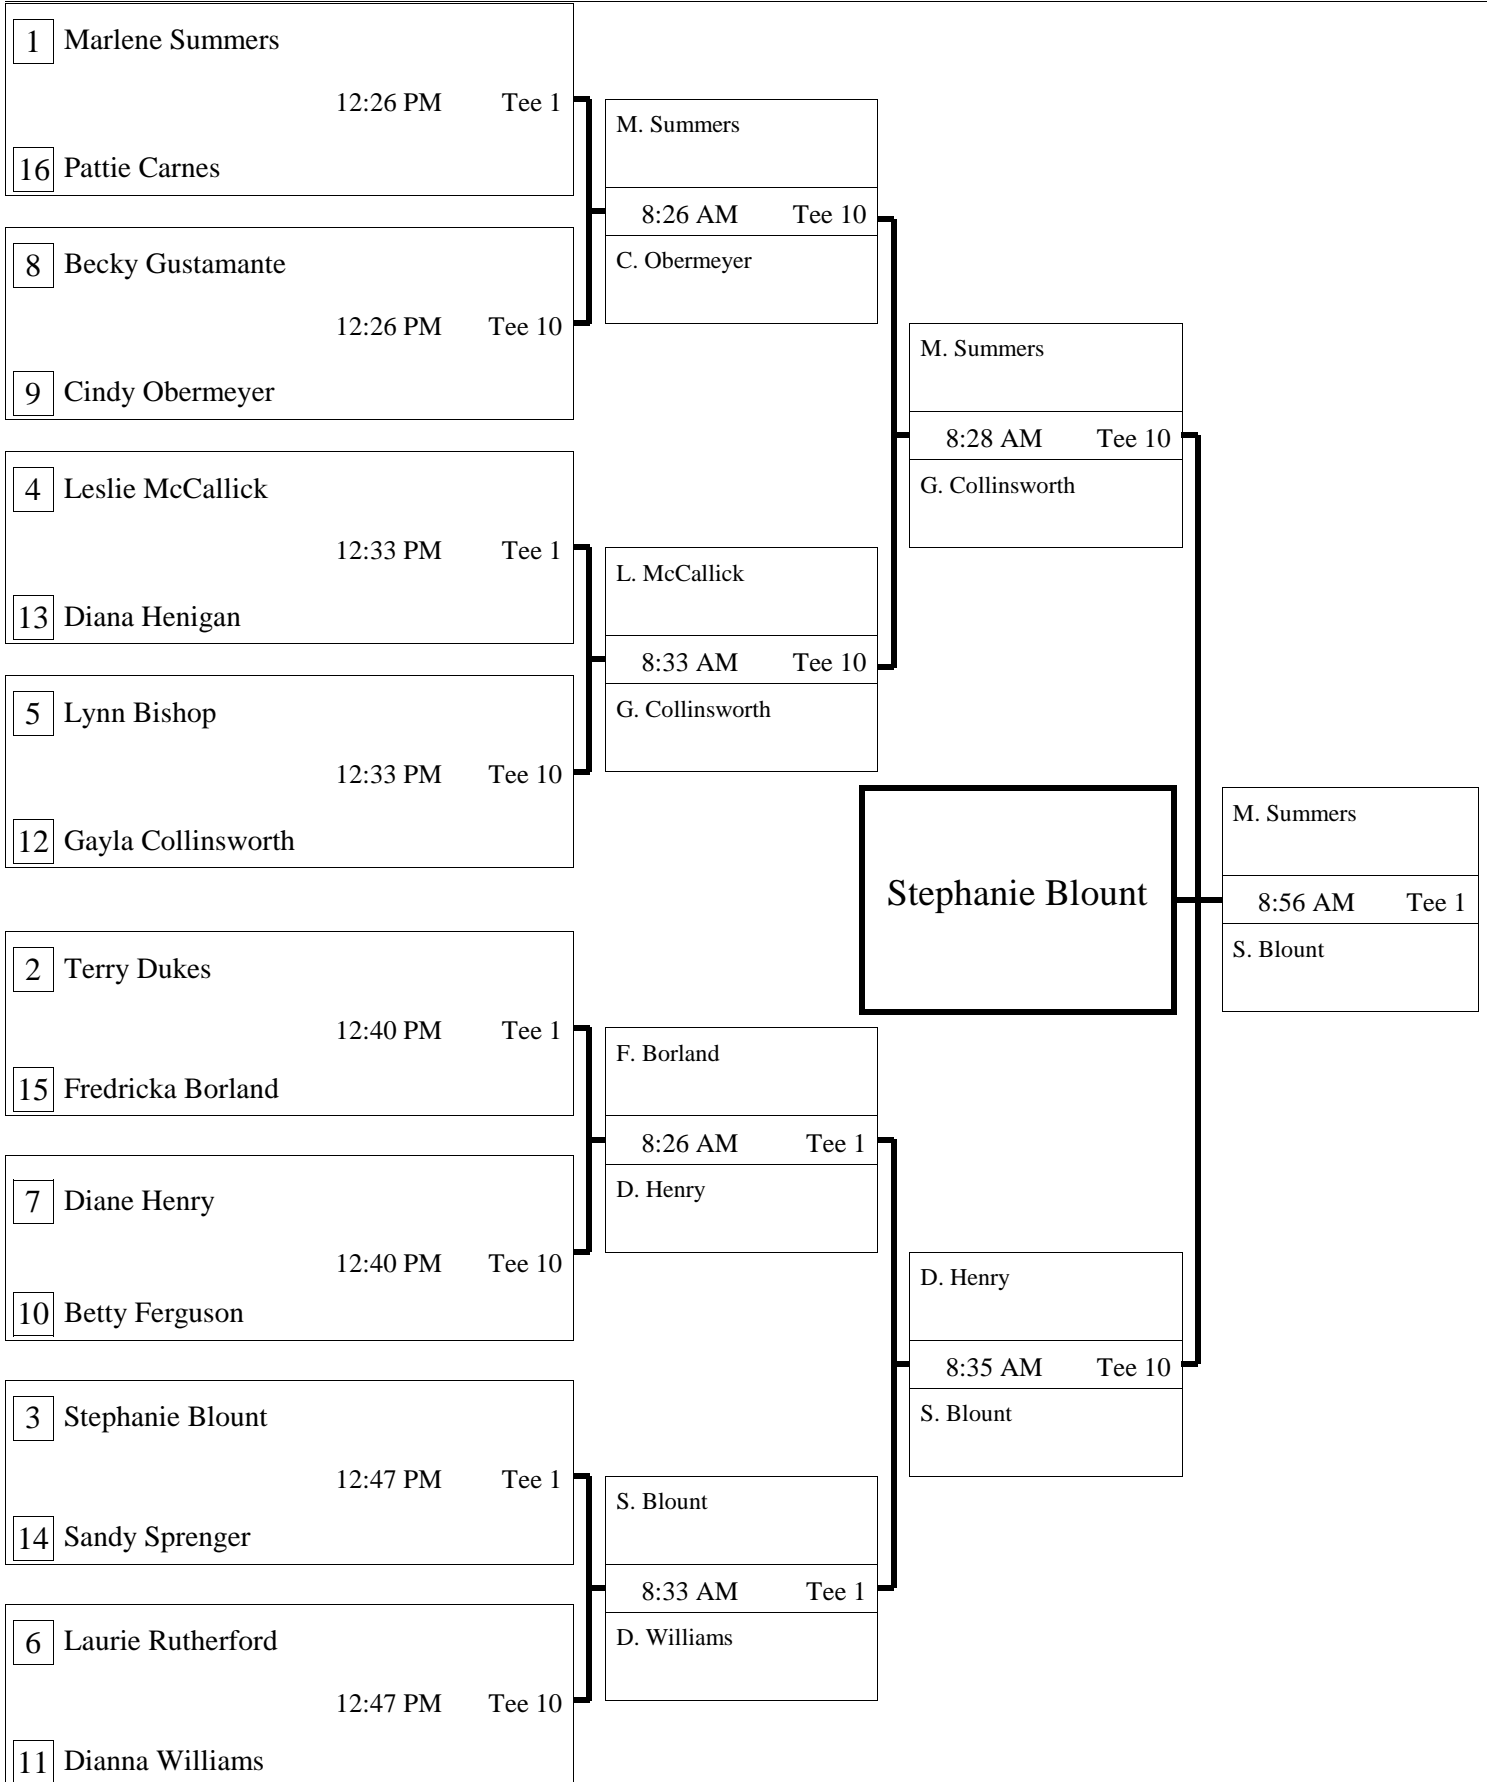 1 Marlene Summers
12:26 PM Tee 1
16 Pattie Carnes
8 Becky Gustamante
12:26 PM Tee 10
9 Cindy Obermeyer
4 Leslie McCallick
12:33 PM Tee 1
13 Diana Henigan
5 Lynn Bishop
12:33 PM Tee 10
12 Gayla Collinsworth
2 Terry Dukes
12:40 PM Tee 1
15 Fredricka Borland
7 Diane Henry
12:40 PM Tee 10
10 Betty Ferguson
3 Stephanie Blount
12:47 PM Tee 1
14 Sandy Sprenger
6 Laurie Rutherford
12:47 PM Tee 10
11 Dianna Williams
M. Summers
8:26 AM Tee 10
C. Obermeyer
L. McCallick
8:33 AM Tee 10
G. Collinsworth
F. Borland
8:26 AM Tee 1
D. Henry
S. Blount
8:33 AM Tee 1
D. Williams
M. Summers
8:28 AM Tee 10
G. Collinsworth
D. Henry
8:35 AM Tee 10
S. Blount
M. Summers
8:56 AM Tee 1
S. Blount
Stephanie Blount